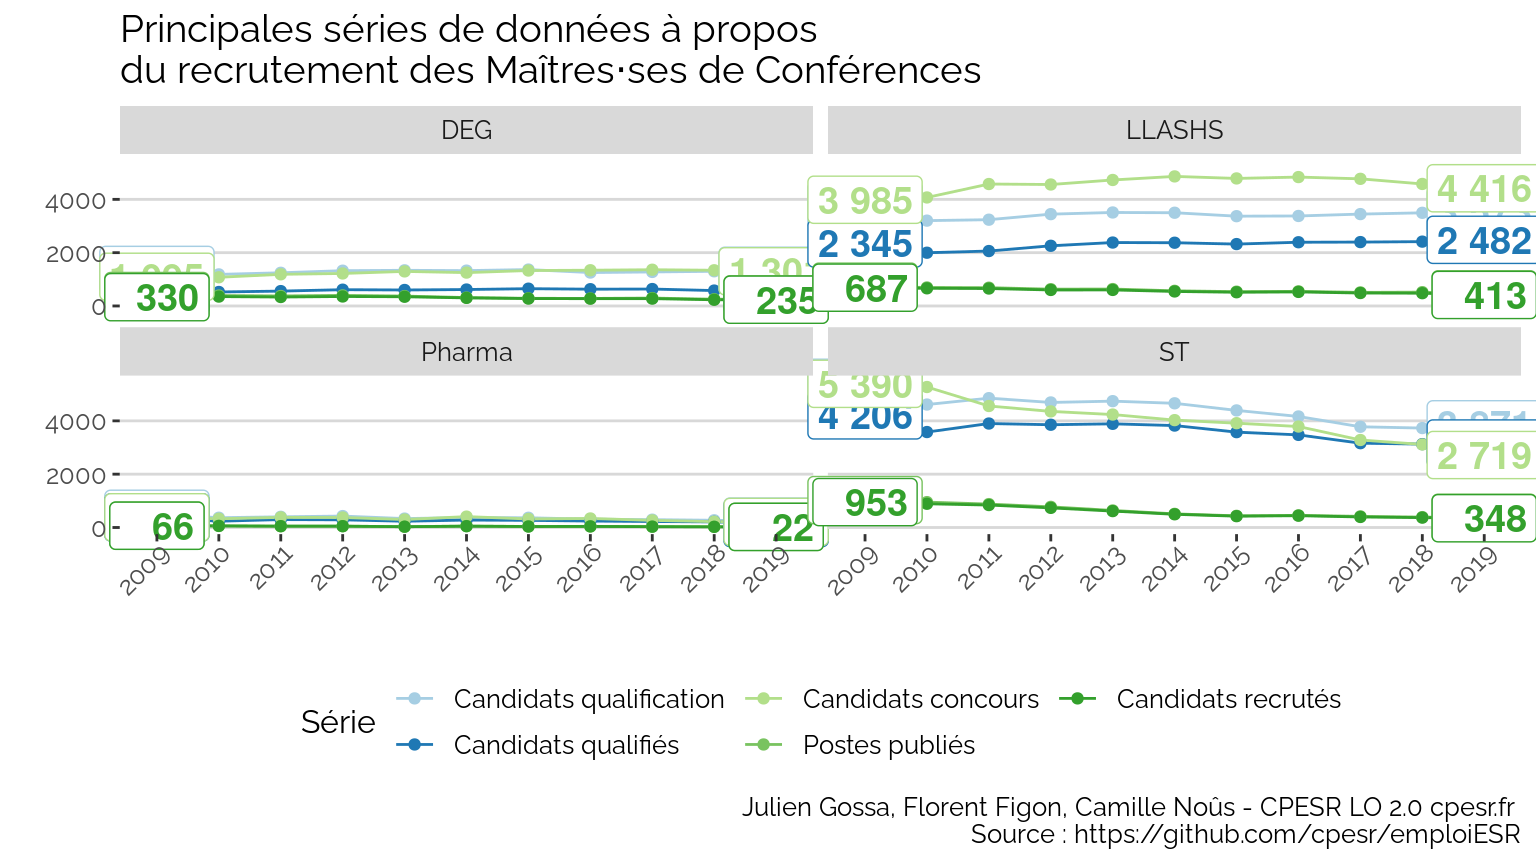 Principales séries de données à propos
du recrutement des Maîtres·ses de Conférences
DEG
LLASHS
4000
2000
0
330
235
3 985
2 345
687
4 416
2 482
413
Pharma
ST
4000
2000
0
66
22
5 390
4 206
953
2 719
348
2009 2010 2011 2012 2013 2014 2015 2016 2017 2018 2019
2009 2010 2011 2012 2013 2014 2015 2016 2017 2018 2019
Série
Candidats qualification
Candidats concours
Candidats recrutés
Candidats qualifiés
Postes publiés
Julien Gossa, Florent Figon, Camille Noûs - CPESR LO 2.0 cpesr.fr
Source : https://github.com/cpesr/emploiESR